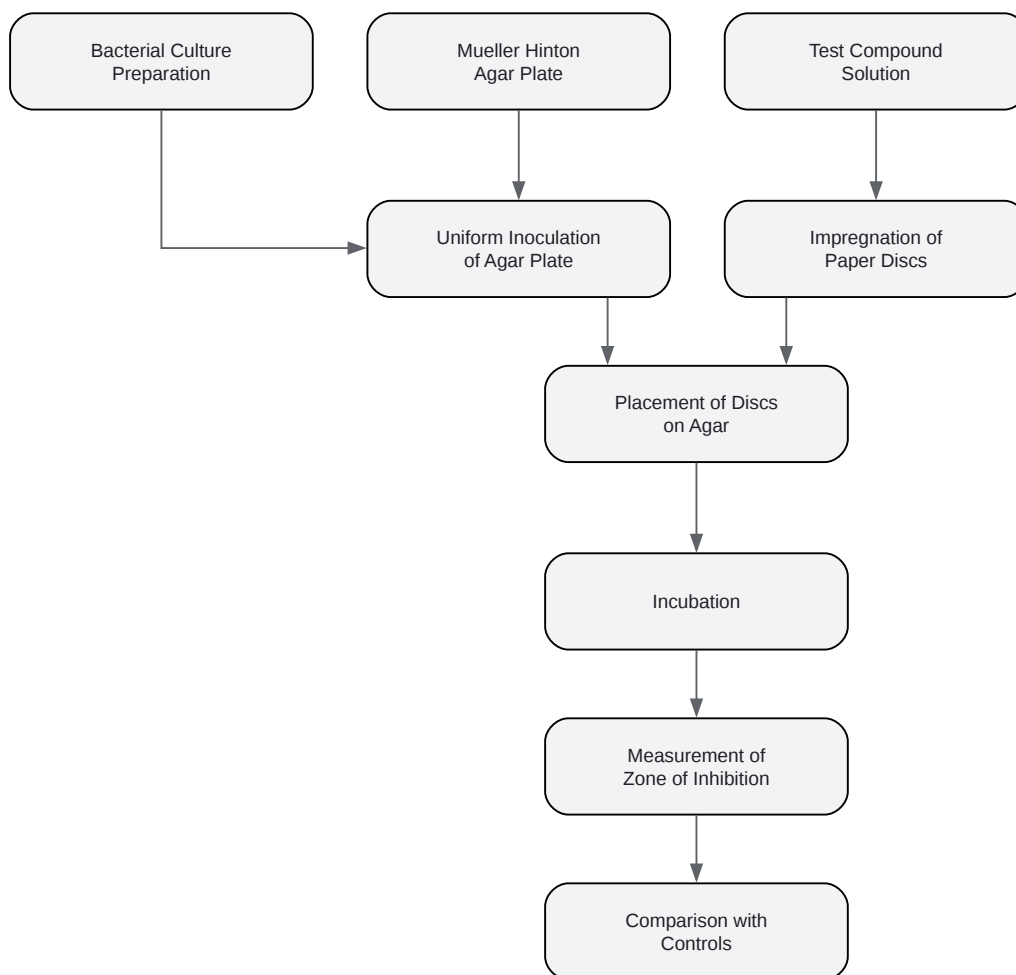 Bacterial Culture
Preparation
Mueller Hinton
Agar Plate
Test Compound
Solution
Uniform Inoculation
of Agar Plate
Impregnation of
Paper Discs
Placement of Discs
on Agar
Incubation
Measurement of
Zone of Inhibition
Comparison with
Controls